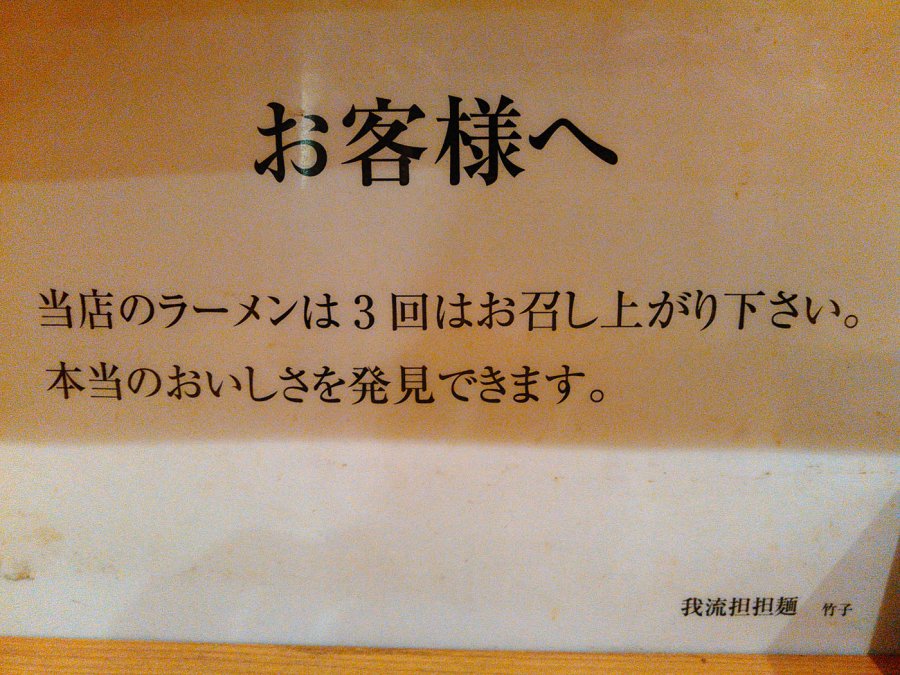 お客様へ
当店のラーメンは3回はお召し上がり下さい。
本当のおいしさを発見できます。
我流担担麺 竹子